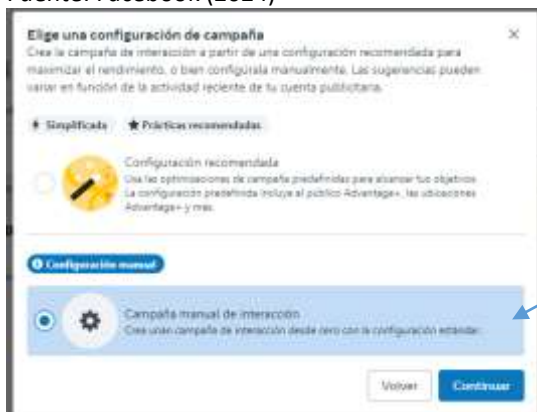 Fuente: Facebook (2024)
Elige una configuración de campaña
Crea la campaña de interacción a partir de una configuración recomendada para
maximizar el rendimiento, o bien configúrala manualmente. Las sugerencias pueden
variar en función de la actividad reciente de tu cuenta publicitaria.
Simplificada Prácticas recomendadas
Configuración recomendada
Usa las optimizaciones de campaña predefinidas para alcanzar tus objetivos.
La configuración predefinida incluye el público Advantage+, las ubicaciones
Advantage+ y más.
Configuración manual
Campaña manual de interacción
Crea una campaña de interacción desde cero con la configuración estándar.
Volver Continuar